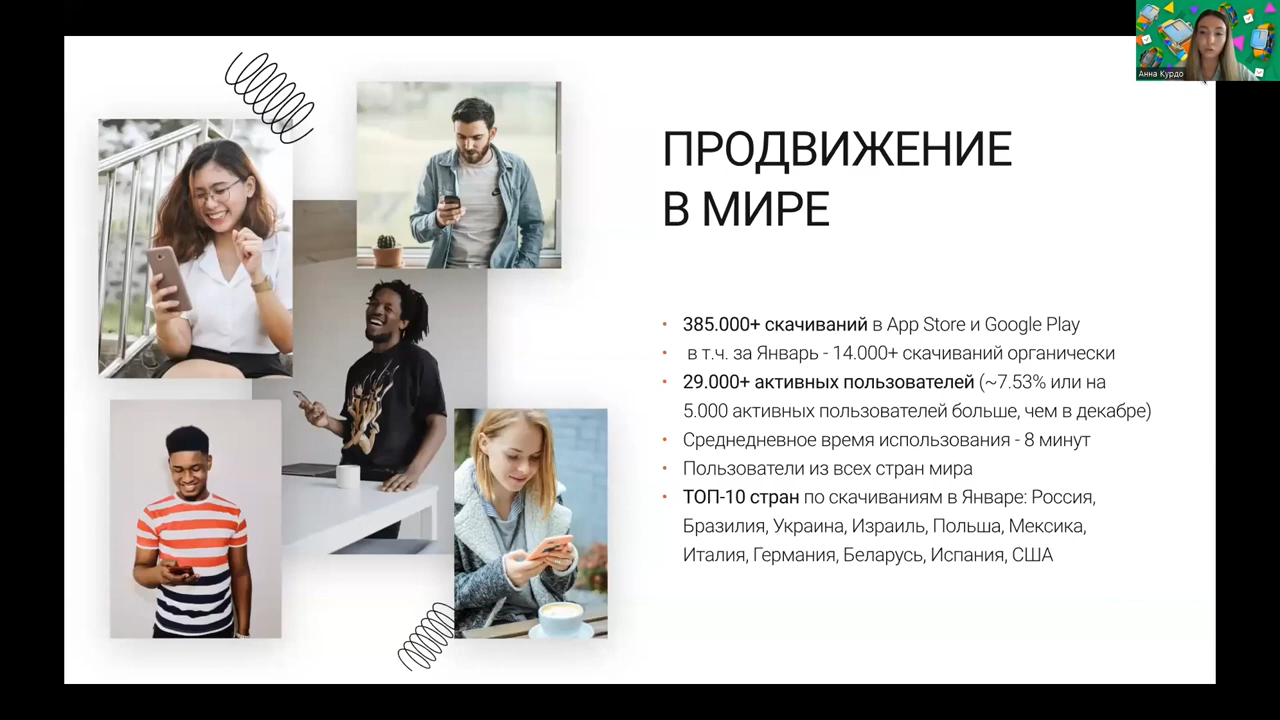 Анна Курдо
ПРОДВИЖЕНИЕ
В МИРЕ
• 385.000+ скачиваний в App Store и Google Play
• в т.ч. за Январь - 14.000+ скачиваний органически
• 29.000+ активных пользователей (~7.53% или на
5.000 активных пользователей больше, чем в декабре)
• Среднедневное время использования - 8 минут
• Пользователи из всех стран мира
• ТОП-10 стран по скачиваниям в Январе: Россия,
Бразилия, Украина, Израиль, Польша, Мексика,
Италия, Германия, Беларусь, Испания, США